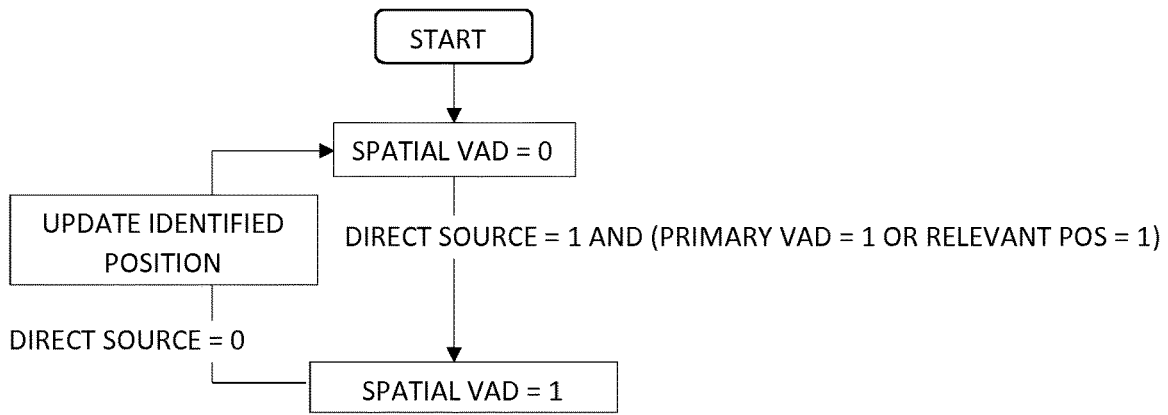 START
SPATIAL VAD = 0
UPDATE IDENTIFIED
POSITION
DIRECT SOURCE = 1 AND (PRIMARY VAD = 1 OR RELEVANT POS = 1)
DIRECT SOURCE = 0
SPATIAL VAD = 1